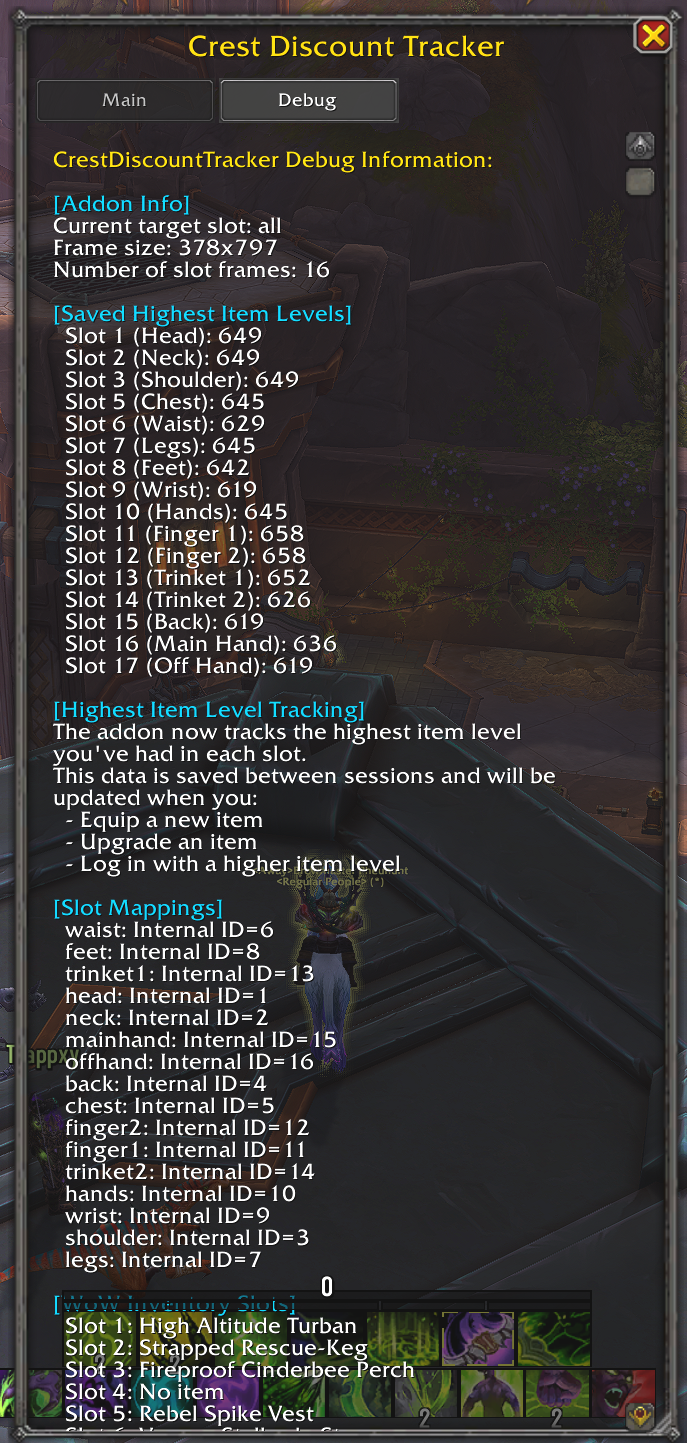 Crest Discount Tracker
Main
Debug
CrestDiscountTracker Debug Information:
[Addon Info]
Current target slot: all
Frame size: 378x797
Number of slot frames: 16
[Saved Highest Item Levels]
Slot 1 (Head): 649
Slot 2 (Neck): 649
Slot 3 (Shoulder): 649
Slot 5 (Chest): 645
Slot 6 (Waist): 629
Slot 7 (Legs): 645
Slot 8 (Feet): 642
Slot 9 (Wrist): 619
Slot 10 (Hands): 645
Slot 11 (Finger 1): 658
Slot 12 (Finger 2): 658
Slot 13 (Trinket 1): 652
Slot 14 (Trinket 2): 626
Slot 15 (Back): 619
Slot 16 (Main Hand): 636
Slot 17 (Off Hand): 619
[Highest Item Level Tracking]
The addon now tracks the highest item level
you've had in each slot.
This data is saved between sessions and will be
updated when you:
- Equip a new item
- Upgrade an item
- Log in with a higher item level
<Regular People> (*)
[Slot Mappings]
waist: Internal ID=6
feet: Internal ID=8
trinket1: Internal ID=13
head: Internal ID=1
neck: Internal ID=2
mainhand: Internal ID=15
offhand: Internal ID=16
back: Internal ID=4
chest: Internal ID=5
finger2: Internal ID=12
finger1: Internal ID=11
trinket2: Internal ID=14
hands: Internal ID=10
wrist: Internal ID=9
shoulder: Internal ID=3
legs: Internal ID=7
0
[WoW Inventory Slots]
Slot 1: High Altitude Turban
Slot 2: Strapped Rescue-Keg
Slot 3: Fireproof Cinderbee Perch
Slot 4: No item
Slot 5: Rebel Spike Vest
2
2